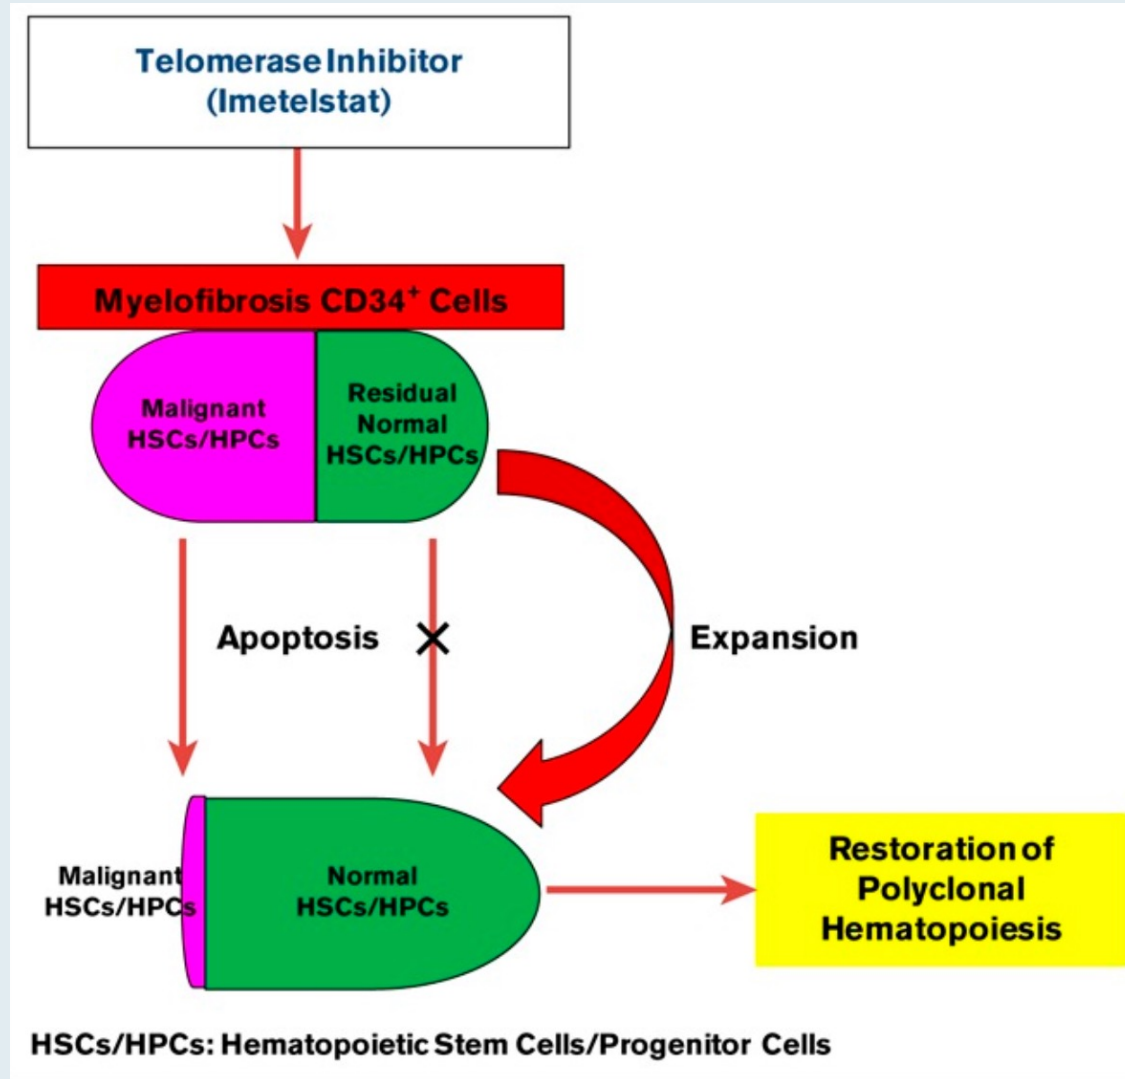 Telomerase Inhibitor
(Imetelstat)
Myelofibrosis CD34⁺ Cells
Malignant
HSCs/HPCs
Residual
Normal
HSCs/HPCs
Apoptosis
Expansion
Malignant
HSCs/HPCs
Normal
HSCs/HPCs
Restoration of
Polyclonal
Hematopoiesis
HSCs/HPCs: Hematopoietic Stem Cells/Progenitor Cells